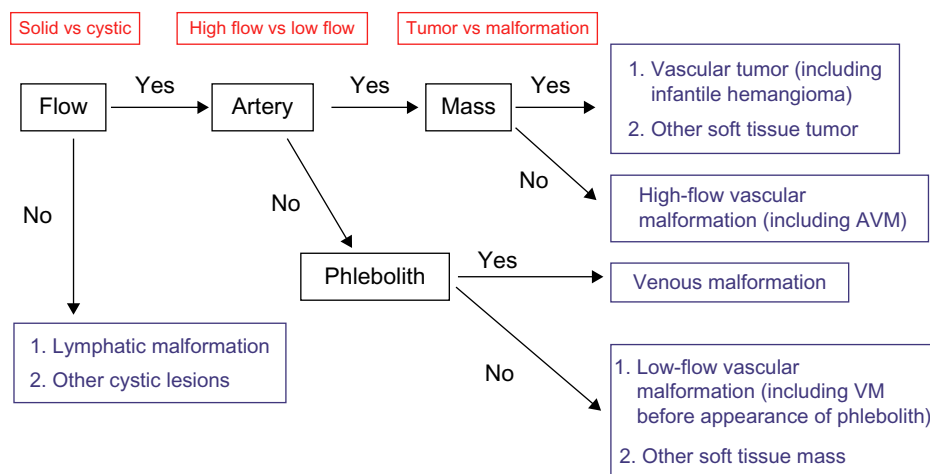 Solid vs cystic
High flow vs low flow
Tumor vs malformation
Flow
Yes
Artery
Yes
Mass
Yes
1. Vascular tumor (including
infantile hemangioma)
2. Other soft tissue tumor
No
High-flow vascular
malformation (including AVM)
No
No
Phlebolith
Yes
Venous malformation
1. Lymphatic malformation
2. Other cystic lesions
No
1. Low-flow vascular
malformation (including VM
before appearance of phlebolith)
2. Other soft tissue mass